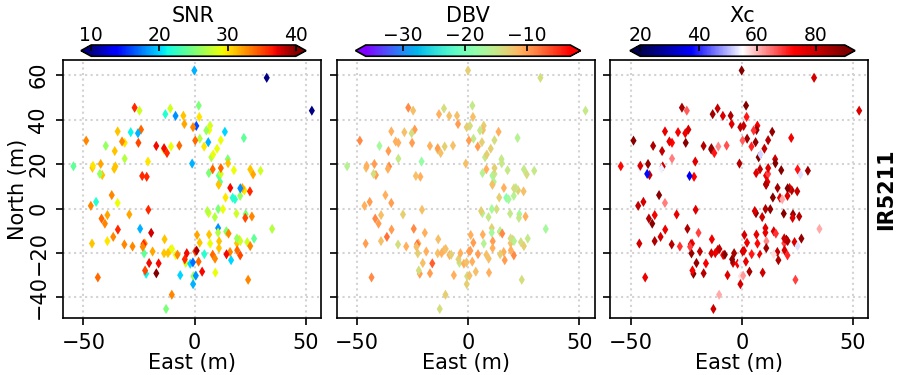 SNR DBV Xc
10 20 30 40 −30 −20 −10 20 40 60 80
60
40
20
0
−20
−40
North (m)
−50 0 50 −50 0 50 −50 0 50
East (m) East (m) East (m)
IR5211